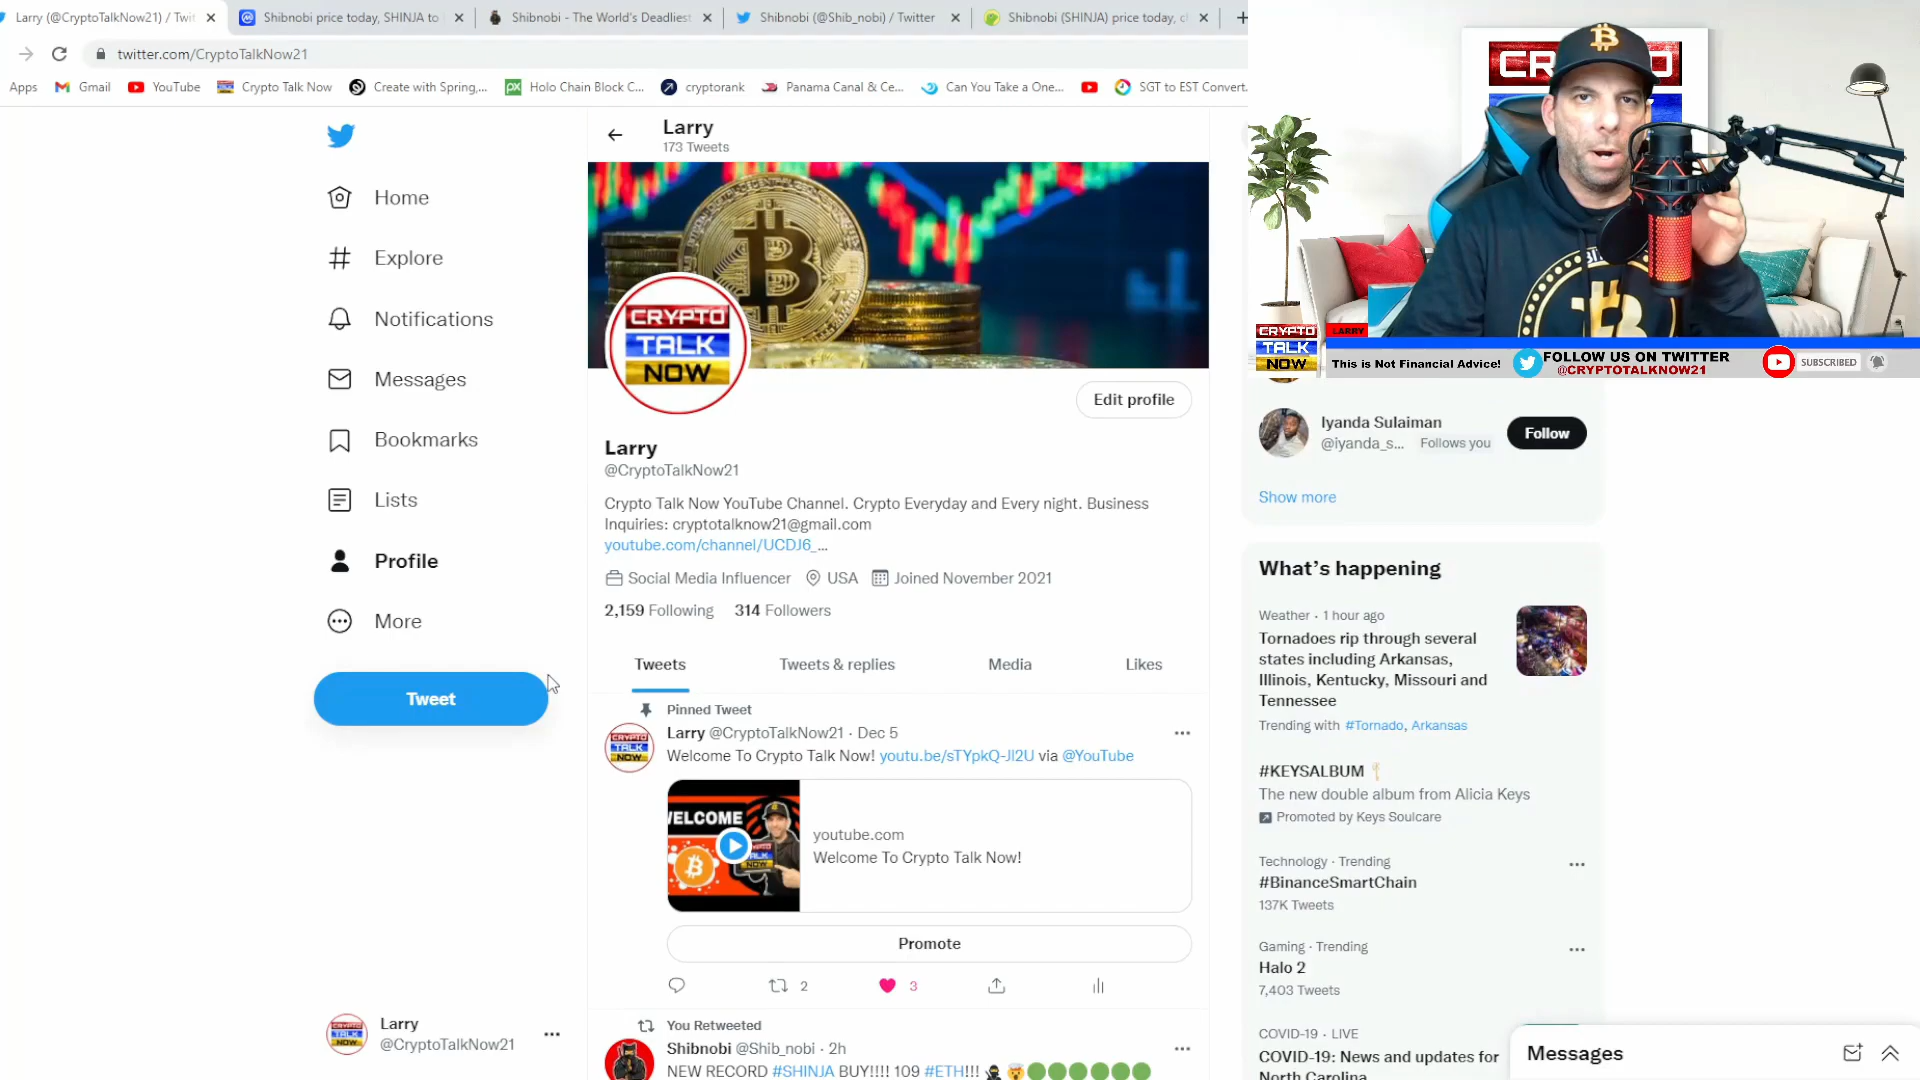 Larry (@CryptoTalkNow21) / Twit
Shibnobi price today, SHINJA to
Shibnobi - The World's Deadliest
Shibnobi (@Shib_nobi) / Twitter
Shibnobi (SHINJA) price today, c
twitter.com/CryptoTalkNow21
Apps
Gmail
YouTube
Crypto Talk Now
Create with Spring,...
Holo Chain Block C...
cryptorank
Panama Canal & Ce...
Can You Take a One...
SGT to EST Convert.
Home
Explore
Notifications
Messages
Bookmarks
Lists
Profile
More
Tweet
Larry
@CryptoTalkNow21
Larry
173 Tweets
CRYPTO
TALK
NOW
Edit profile
Larry
@CryptoTalkNow21
Crypto Talk Now YouTube Channel. Crypto Everyday and Every night. Business
Inquiries: cryptotalknow21@gmail.com
youtube.com/channel/UCDJ6_...
Social Media Influencer USA Joined November 2021
2,159 Following 314 Followers
Tweets
Tweets & replies
Media
Likes
Pinned Tweet
Larry @CryptoTalkNow21 · Dec 5
Welcome To Crypto Talk Now! youtu.be/sTYpkQ-Jl2U via @YouTube
WELCOME
youtube.com
Welcome To Crypto Talk Now!
Promote
2
3
You Retweeted
Shibnobi @Shib_nobi · 2h
NEW RECORD #SHINJA BUY!!!! 109 #ETH!!!
CRYPTO
TALK
NOW
LARRY
This is Not Financial Advice!
FOLLOW US ON TWITTER
@CRYPTOTALKNOW21
SUBSCRIBED
Iyanda Sulaiman
@iyanda_s... Follows you
Follow
Show more
What's happening
Weather · 1 hour ago
Tornadoes rip through several
states including Arkansas,
Illinois, Kentucky, Missouri and
Tennessee
Trending with #Tornado, Arkansas
#KEYSALBUM
The new double album from Alicia Keys
Promoted by Keys Soulcare
Technology · Trending
#BinanceSmartChain
137K Tweets
Gaming · Trending
Halo 2
7,403 Tweets
COVID-19 · LIVE
COVID-19: News and updates for
North Carolina
Messages